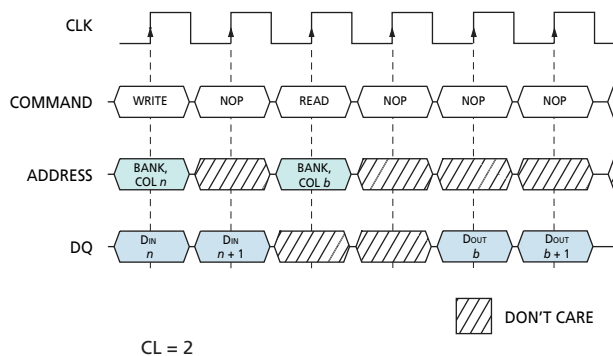 CLK
COMMAND WRITE NOP READ NOP NOP NOP
ADDRESS BANK, COL n BANK, COL b
DQ DIN n DIN n + 1 DOUT b DOUT b + 1
DON'T CARE
CL = 2